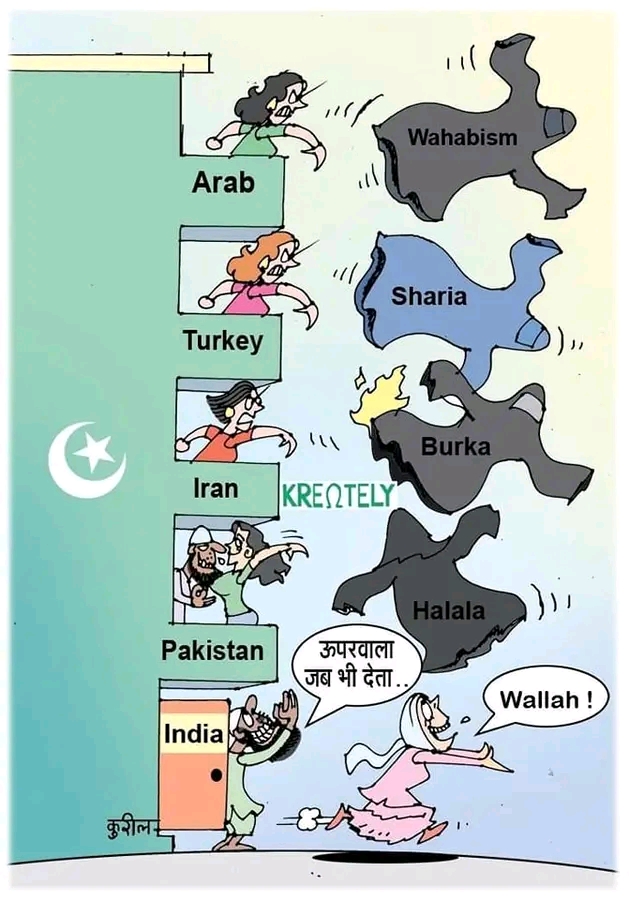 Wahabism
Arab
Sharia
Turkey
Burka
Iran
KREΩTELY
Halala
Pakistan
ऊपरवाला
जब भी देता..
Wallah !
India
कुरील